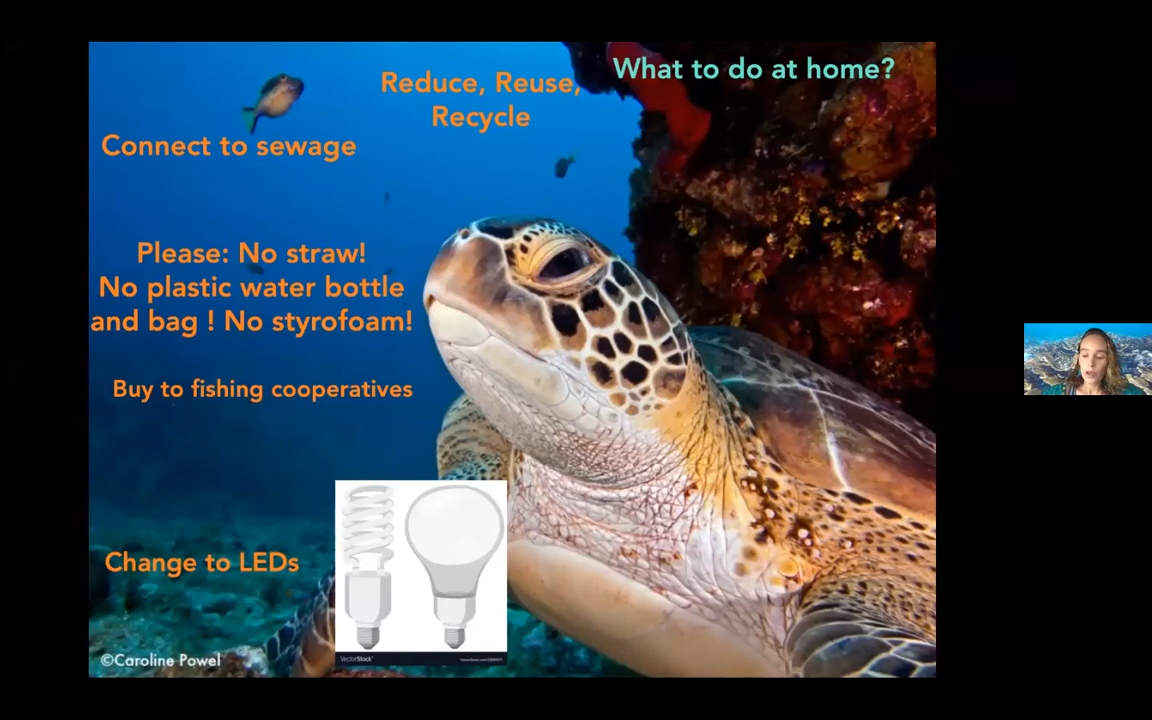 What to do at home?
Reduce, Reuse,
Recycle
Connect to sewage
Please: No straw!
No plastic water bottle
and bag ! No styrofoam!
Buy to fishing cooperatives
Change to LEDs
©Caroline Powel
VectorStock